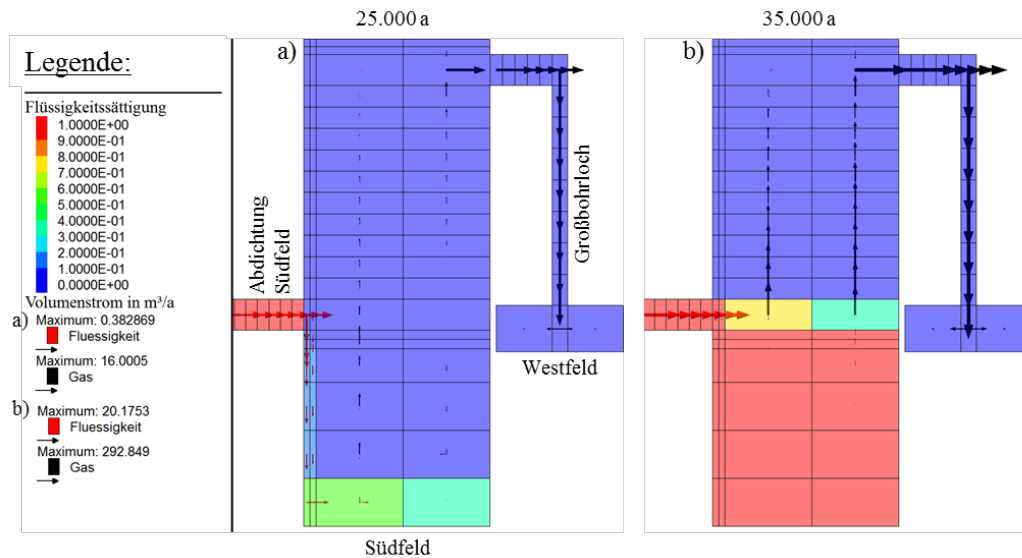 25.000 a
35.000 a
Legende:
Flüssigkeitssättigung
1.0000E+00
9.0000E-01
8.0000E-01
7.0000E-01
6.0000E-01
5.0000E-01
4.0000E-01
3.0000E-01
2.0000E-01
1.0000E-01
0.0000E+00
Volumenstrom in m³/a
a)
Maximum: 0.382869
Fluessigkeit
Maximum: 16.0005
Gas
b)
Maximum: 20.1753
Fluessigkeit
Maximum: 292.849
Gas
a)
Abdichtung
Südfeld
Großbohrloch
Westfeld
Südfeld
b)